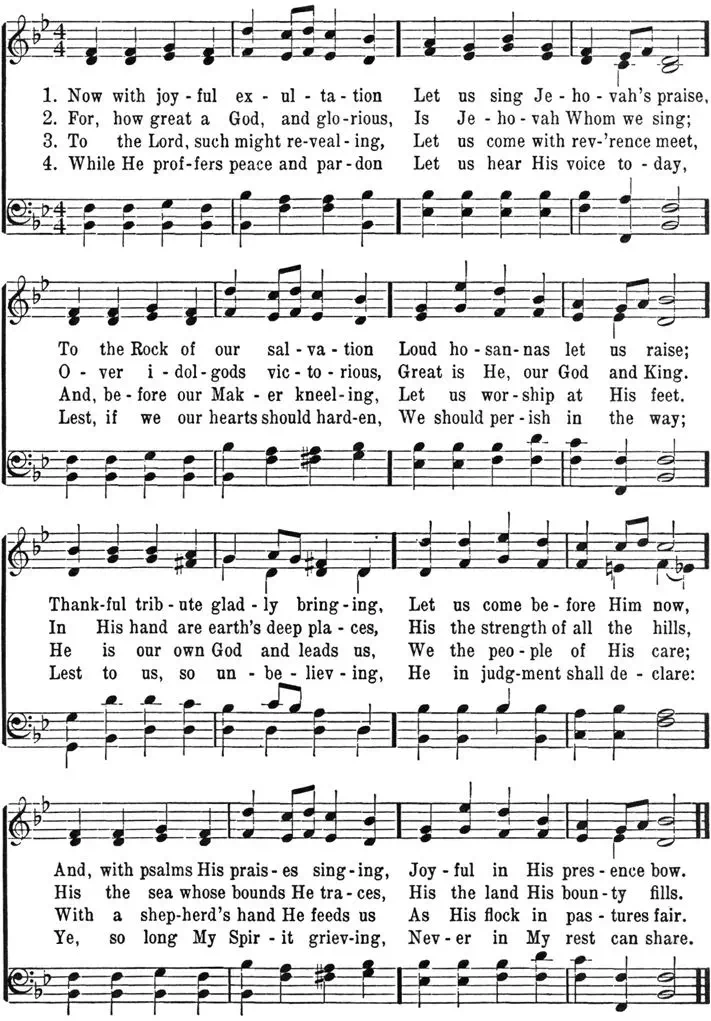 1. Now with joy - ful ex - ul - ta - tion Let us sing Je - ho - vah's praise,
2. For, how great a God, and glo - rious, Is Je - ho - vah Whom we sing;
3. To the Lord, such might re-veal - ing, Let us come with rev-'rence meet,
4. While He prof-fers peace and par - don Let us hear His voice to - day,
To the Rock of our sal - va - tion Loud ho-san-nas let us raise;
O - ver i - dol-gods vic - to - rious, Great is He, our God and King.
And, be - fore our Mak - er kneel-ing, Let us wor - ship at His feet.
Lest, if we our hearts should hard-en, We should per - ish in the way;
Thank-ful trib - ute glad - ly bring - ing, Let us come be - fore Him now,
In His hand are earth's deep pla - ces, His the strength of all the hills,
He is our own God and leads us, We the peo - ple of His care;
Lest to us, so un - be - liev - ing, He in judg-ment shall de - clare:
And, with psalms His prais - es sing-ing, Joy - ful in His pres - ence bow.
His the sea whose bounds He tra - ces, His the land His boun - ty fills.
With a shep-herd's hand He feeds us As His flock in pas - tures fair.
Ye, so long My Spir - it griev-ing, Nev - er in My rest can share.